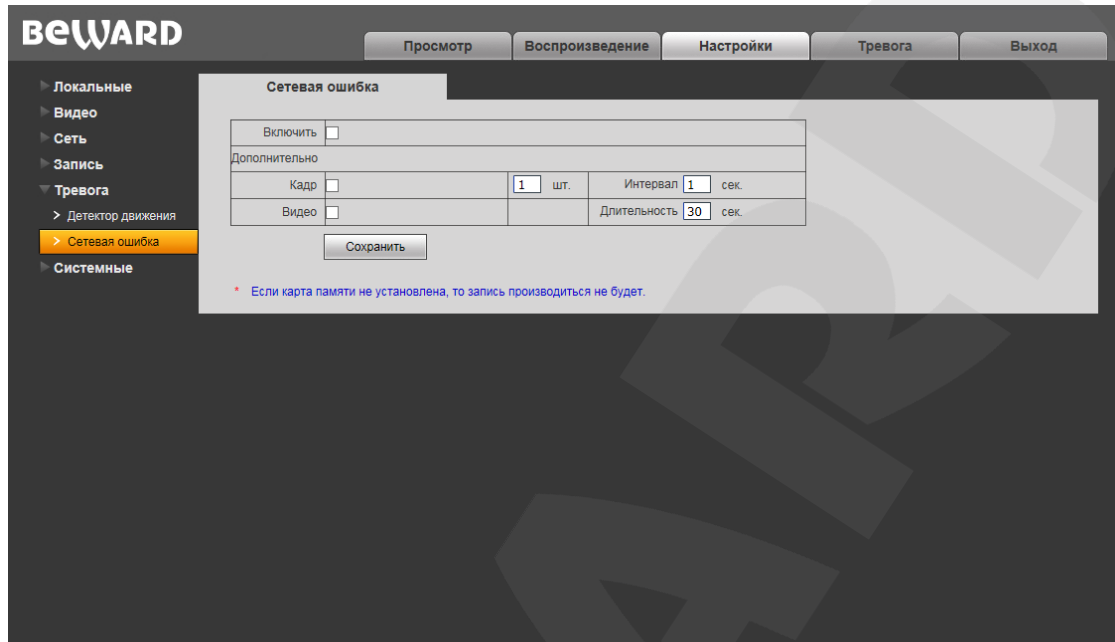 BEWARD
Просмотр Воспроизведение Настройки Тревога Выход
Локальные
Видео
Сеть
Запись
Тревога
Детектор движения
Сетевая ошибка
Системные
Сетевая ошибка
Включить
Дополнительно
Кадр 1 шт. Интервал 1 сек.
Видео Длительность 30 сек.
Сохранить
* Если карта памяти не установлена, то запись производиться не будет.